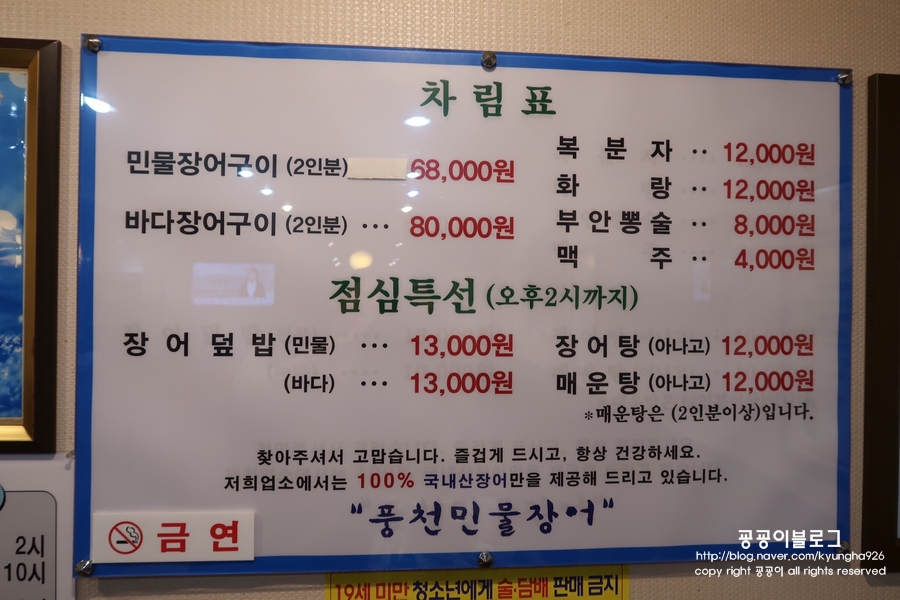 차림표
민물장어구이 (2인분) 68,000원
바다장어구이 (2인분) ··· 80,000원
복분자 ·· 12,000원
화랑 ·· 12,000원
부안뽕술 ·· 8,000원
맥주 ·· 4,000원
점심특선 (오후2시까지)
장어덮밥 (민물) ··· 13,000원
(바다) ··· 13,000원
장어탕 (아나고) 12,000원
매운탕 (아나고) 12,000원
*매운탕은 (2인분이상)입니다.
찾아주셔서 고맙습니다. 즐겁게 드시고, 항상 건강하세요.
저희업소에서는 100% 국내산장어만을 제공해 드리고 있습니다.
"풍천민물장어"
금연
2시
10시
19세 미만 청소년에게 술·담배 판매 금지
공공이블로그
http://blog.naver.com/kyungha926
copy right 공공이 all rights reserved